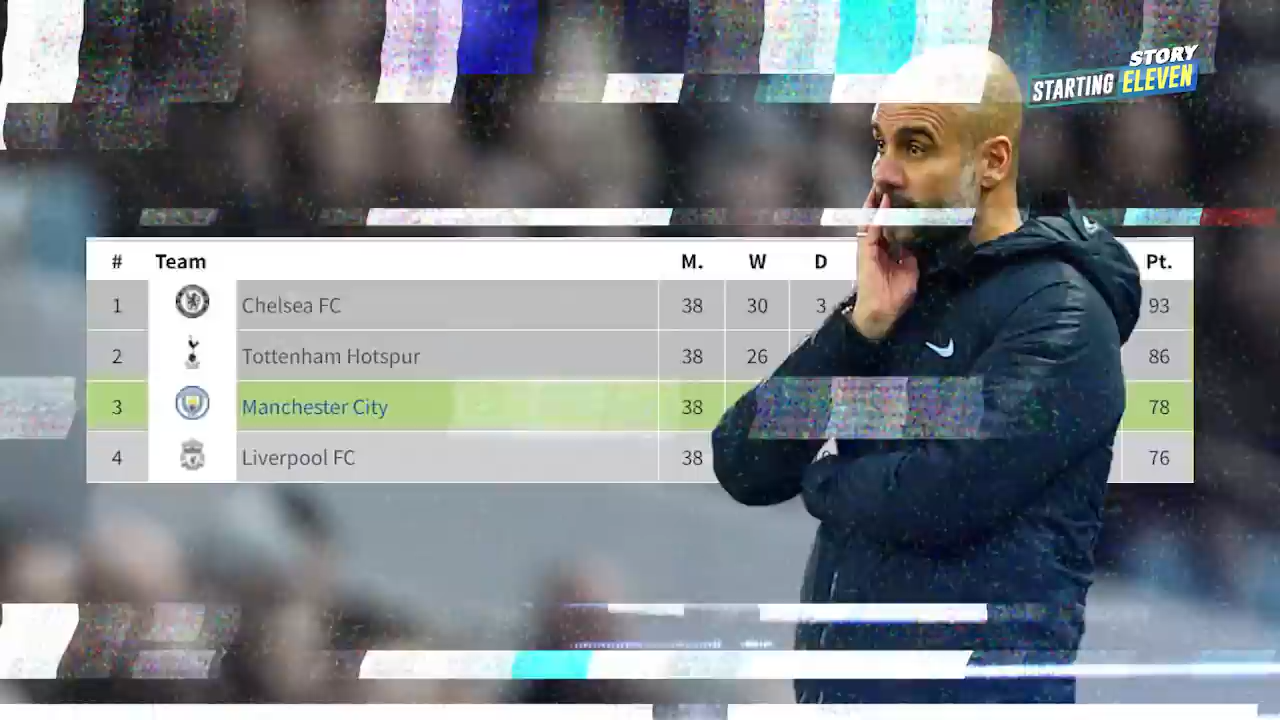 STORY
STARTING ELEVEN
# Team M. W D Pt.
1 Chelsea FC 38 30 3 93
2 Tottenham Hotspur 38 26 86
3 Manchester City 38 78
4 Liverpool FC 38 76